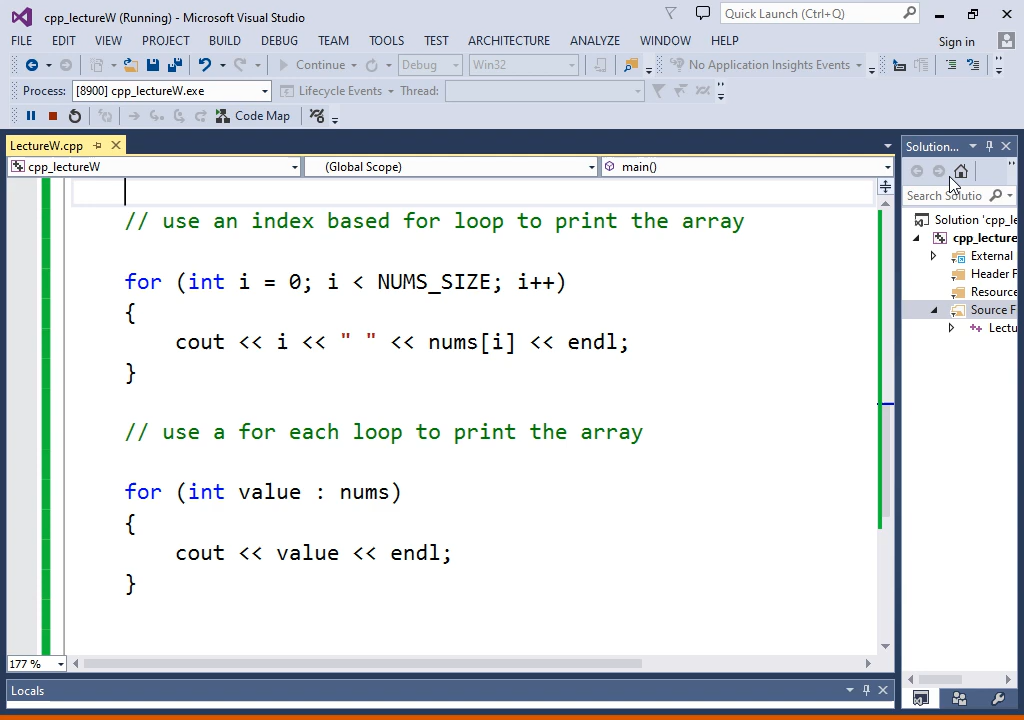 cpp_lectureW (Running) - Microsoft Visual Studio
Quick Launch (Ctrl+Q)
FILE EDIT VIEW PROJECT BUILD DEBUG TEAM TOOLS TEST ARCHITECTURE ANALYZE WINDOW HELP
Sign in
Continue Debug Win32 No Application Insights Events
Process: [8900] cpp_lectureW.exe Lifecycle Events Thread:
Code Map
LectureW.cpp
cpp_lectureW (Global Scope) main()
// use an index based for loop to print the array
for (int i = 0; i < NUMS_SIZE; i++)
{
cout << i << " " << nums[i] << endl;
}
// use a for each loop to print the array
for (int value : nums)
{
cout << value << endl;
}
177 %
Locals
Solution...
Search Solutio
Solution 'cpp_le
cpp_lecture
External
Header F
Resource
Source F
Lectu